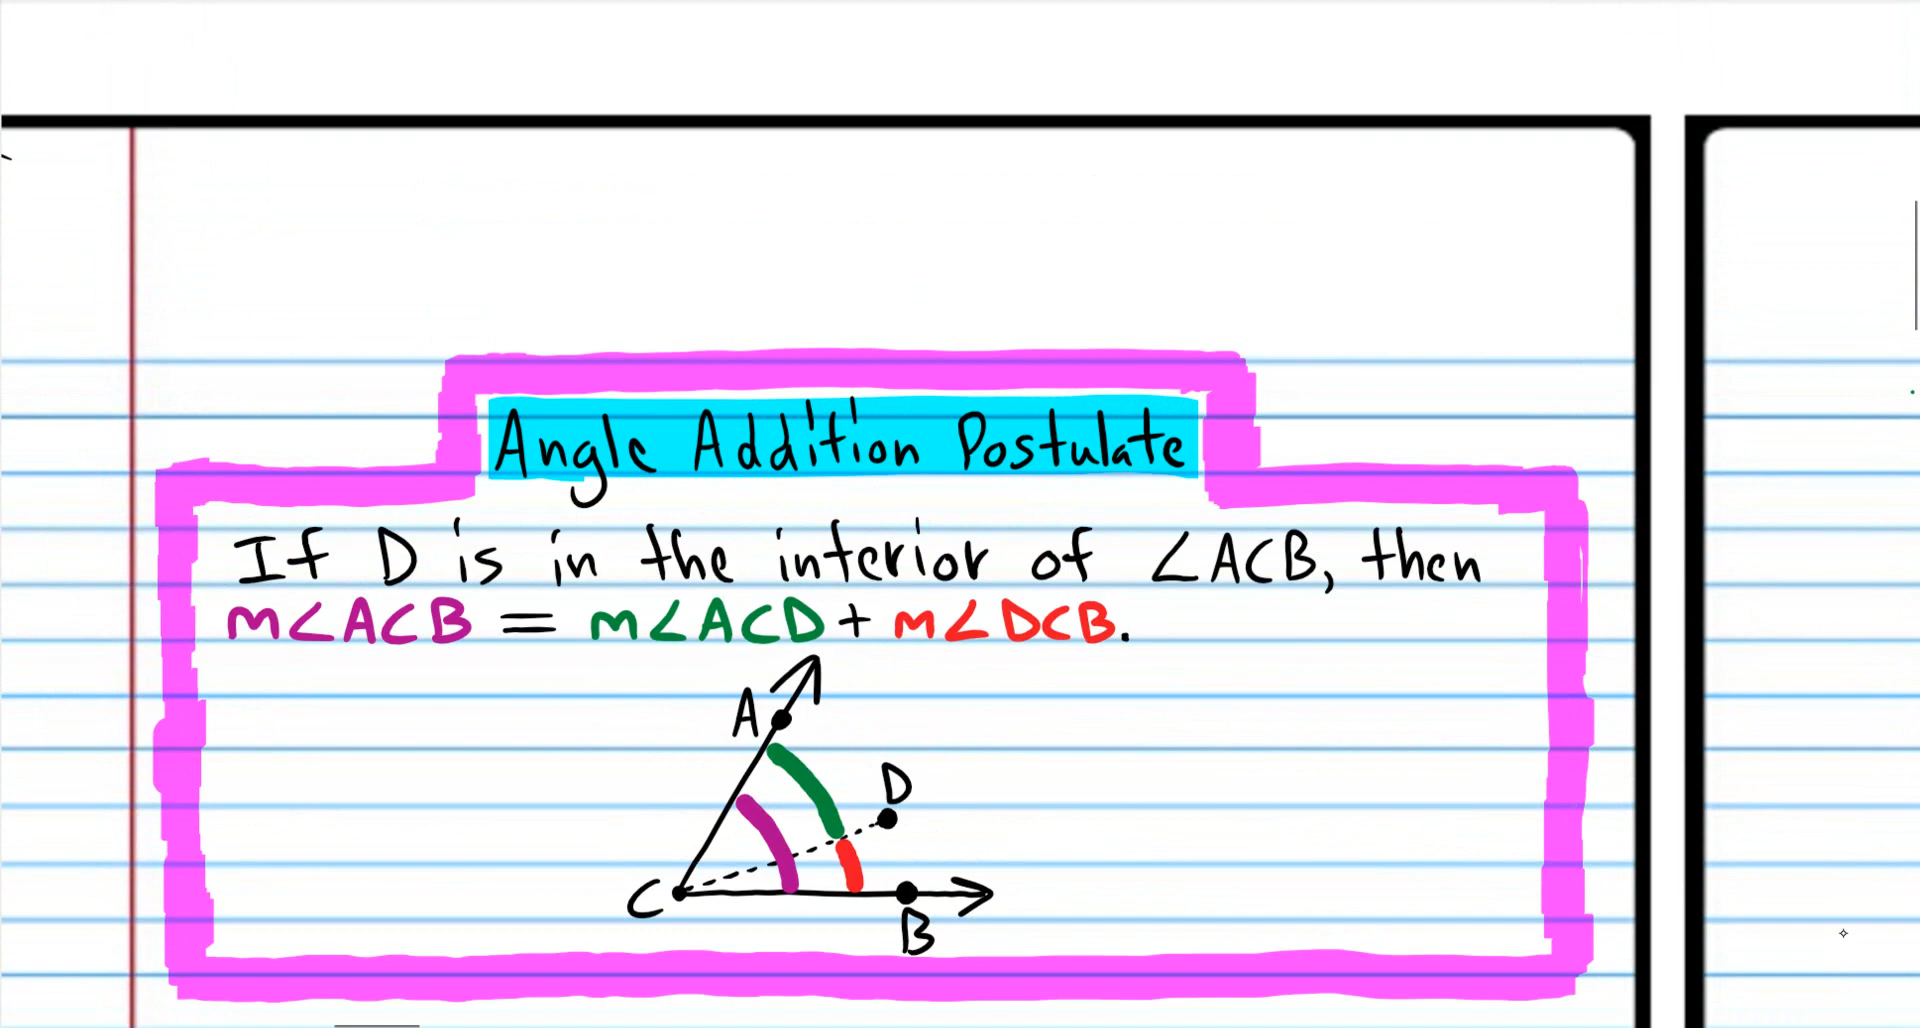 Angle Addition Postulate
If D is in the interior of ∠ACB, then
m∠ACB = m∠ACD + m∠DCB.
A
D
C
B